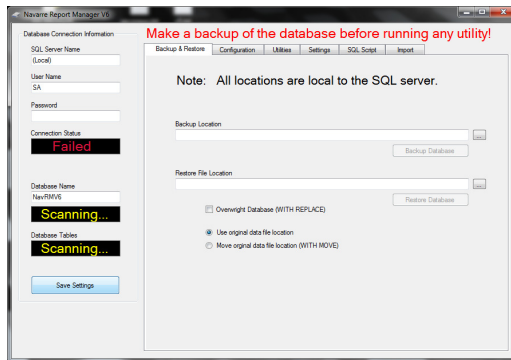 Navarre Report Manager V6
Database Connection Information
Make a backup of the database before running any utility!
SQL Server Name
(Local)
User Name
SA
Password
Connection Status
Failed
Database Name
NavRMV6
Scanning...
Database Tables
Scanning...
Save Settings
Backup & Restore
Configuration
Utilities
Settings
SQL Script
Import
Note: All locations are local to the SQL server.
Backup Location
...
Backup Database
Restore File Location
...
Restore Database
Overwright Database (WITH REPLACE)
Use orginal data file location
Move orginal data file location (WITH MOVE)